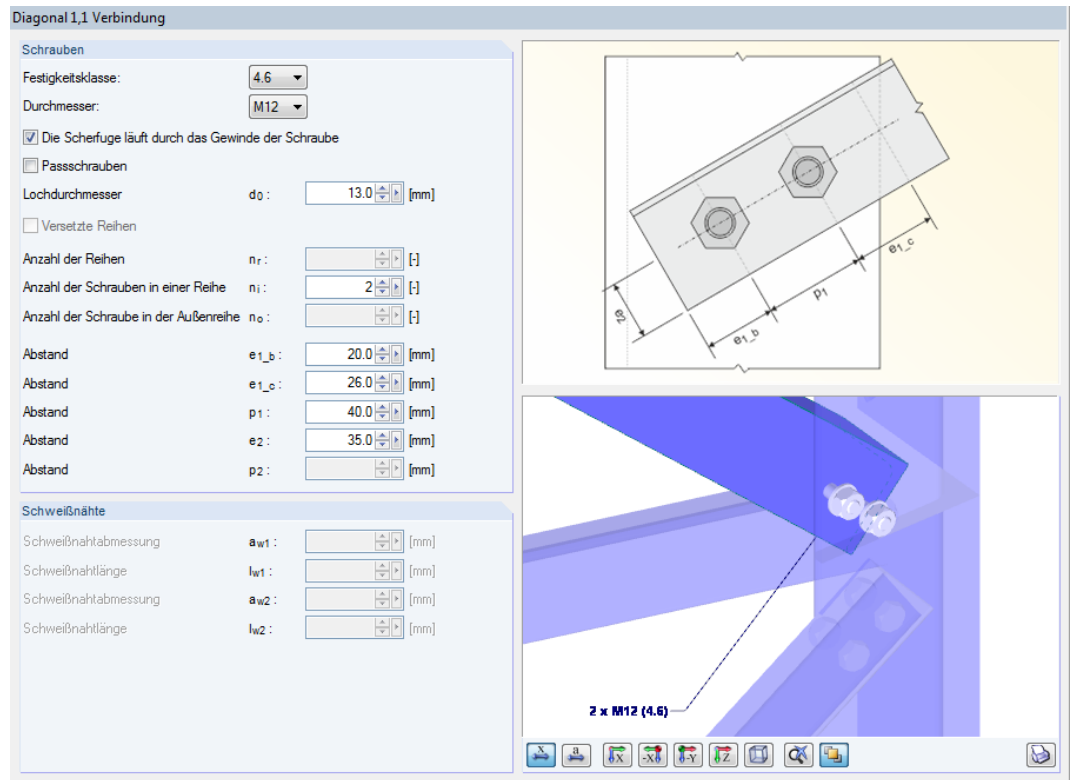 Diagonal 1,1 Verbindung
Schrauben
Festigkeitsklasse: 4.6
Durchmesser: M12
Die Scherfuge läuft durch das Gewinde der Schraube
Passschrauben
Lochdurchmesser d0 : 13.0 [mm]
Versetzte Reihen
Anzahl der Reihen nr : [-]
Anzahl der Schrauben in einer Reihe ni : 2 [-]
Anzahl der Schraube in der Außenreihe no : [-]
Abstand e1_b : 20.0 [mm]
Abstand e1_c : 26.0 [mm]
Abstand p1 : 40.0 [mm]
Abstand e2 : 35.0 [mm]
Abstand p2 : [mm]
Schweißnähte
Schweißnahtabmessung aw1 : [mm]
Schweißnahtlänge lw1 : [mm]
Schweißnahtabmessung aw2 : [mm]
Schweißnahtlänge lw2 : [mm]
e1_c
p1
e2
e1_b
2 x M12 (4.6)
x a X -X -Y Z